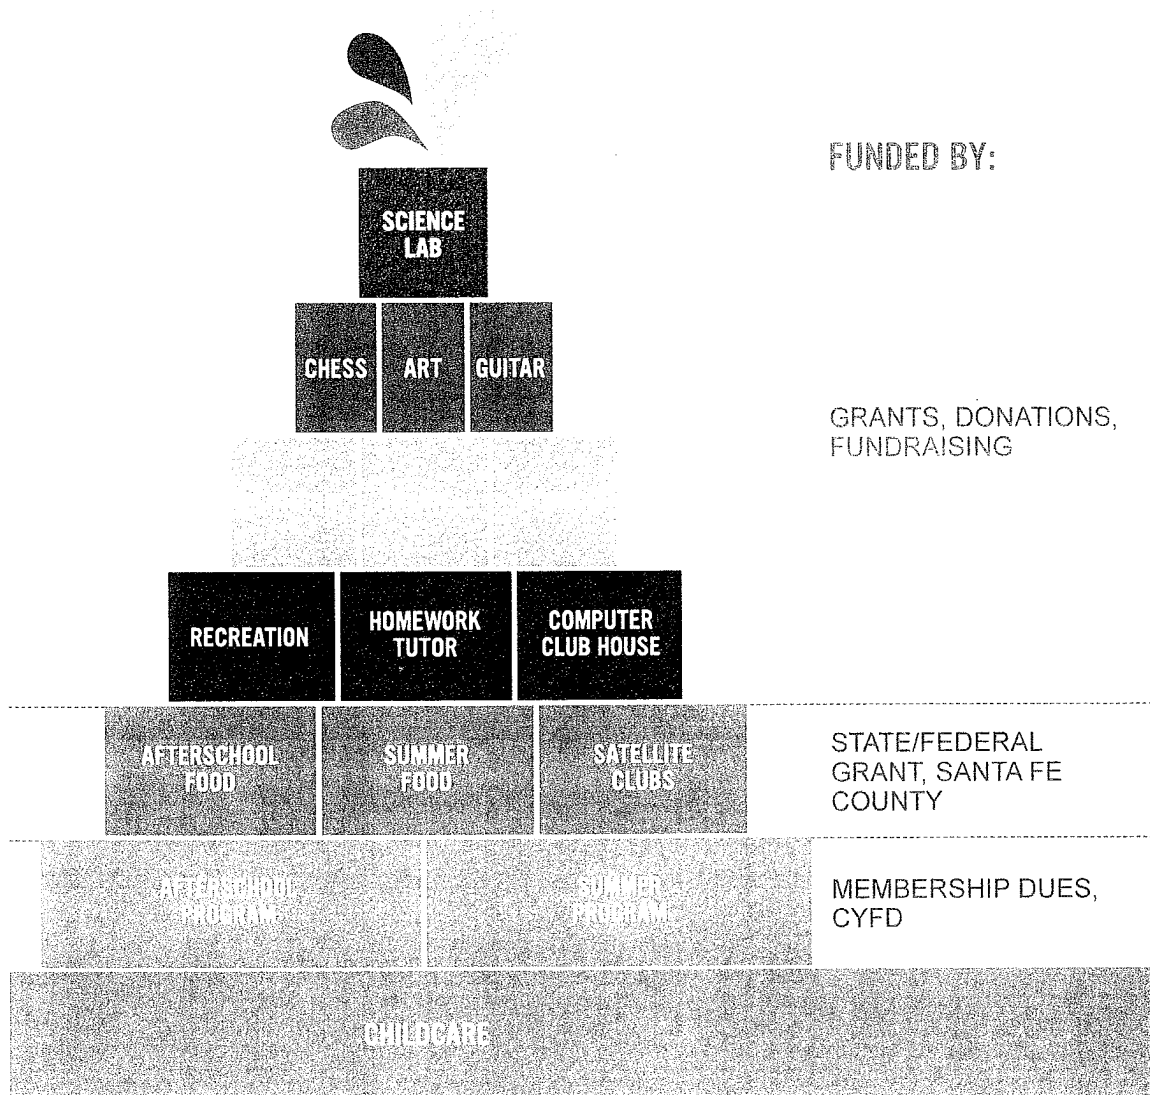 FUNDED BY:
SCIENCE
LAB
CHESS
ART
GUITAR
GRANTS, DONATIONS,
FUNDRAISING
RECREATION
HOMEWORK
TUTOR
COMPUTER
CLUB HOUSE
AFTERSCHOOL
FOOD
SUMMER
FOOD
SATELLITE
CLUBS
STATE/FEDERAL
GRANT, SANTA FE
COUNTY
AFTERSCHOOL
PROGRAM
SUMMER
PROGRAM
MEMBERSHIP DUES,
CYFD
CHILDCARE